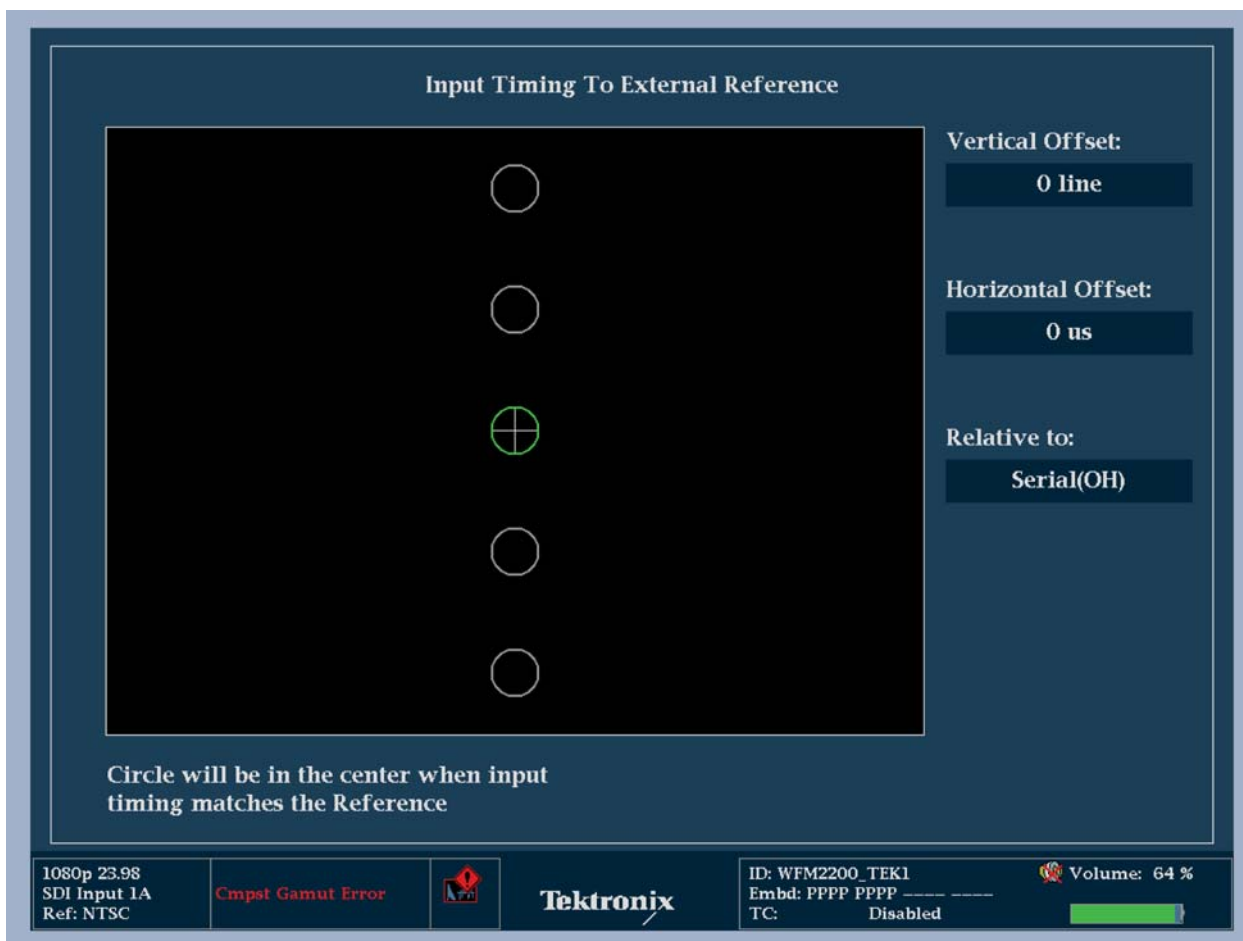 Input Timing To External Reference
Vertical Offset:
0 line
Horizontal Offset:
0 us
Relative to:
Serial(OH)
Circle will be in the center when input
timing matches the Reference
1080p 23.98
SDI Input 1A
Ref: NTSC
Cmpst Gamut Error
Tektronix
ID: WFM2200_TEK1
Embd: PPPP PPPP ---- ----
TC: Disabled
Volume: 64 %